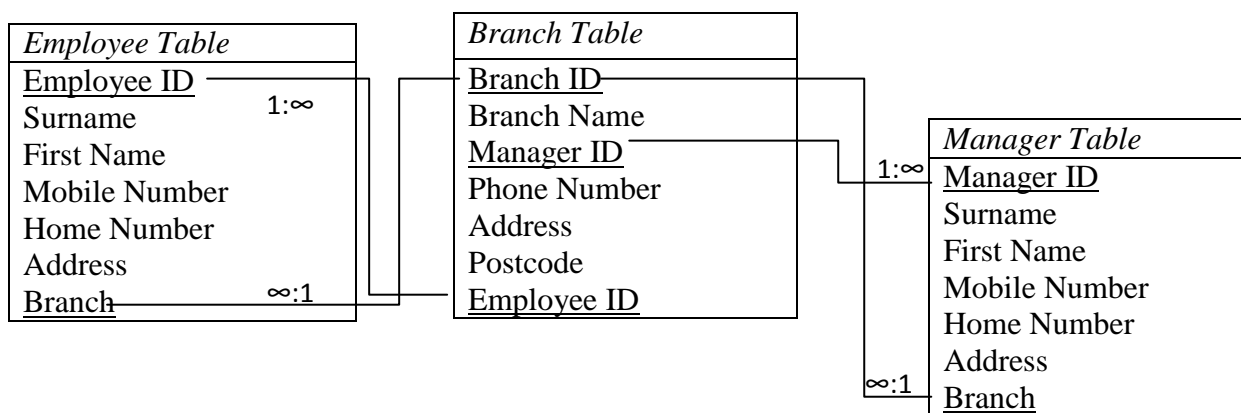 Employee Table
Employee ID
1:∞
Surname
First Name
Mobile Number
Home Number
Address
Branch
∞:1
Branch Table
Branch ID
Branch Name
Manager ID
Phone Number
Address
Postcode
Employee ID
Manager Table
1:∞
Manager ID
Surname
First Name
Mobile Number
Home Number
Address
∞:1
Branch